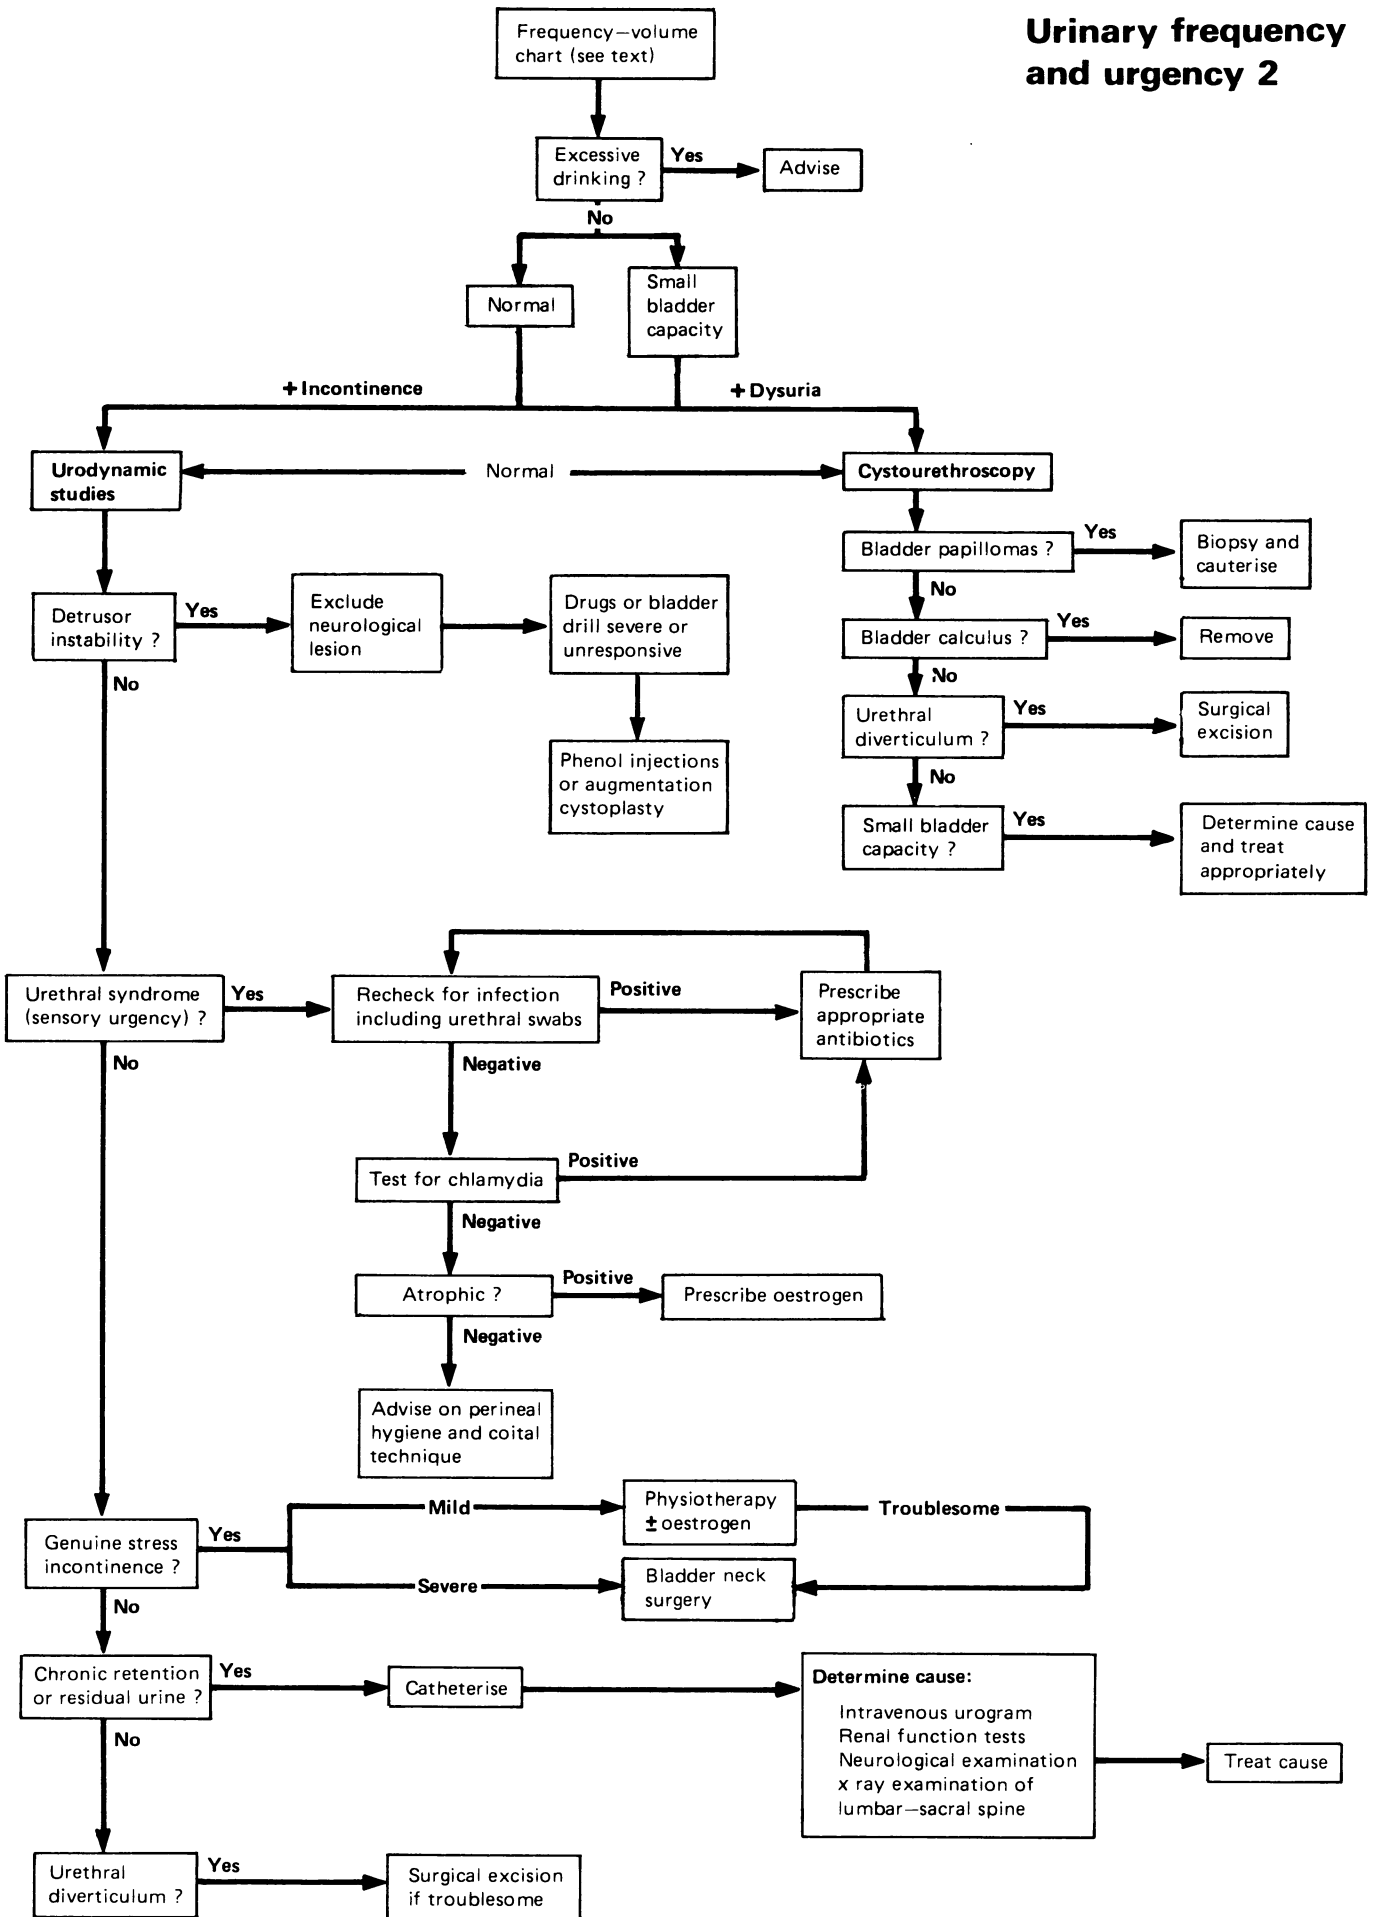 Urinary frequency
and urgency 2
Frequency–volume
chart (see text)
Excessive
drinking ?
Yes
Advise
No
Normal
Small
bladder
capacity
+ Incontinence
+ Dysuria
Urodynamic
studies
Normal
Cystourethroscopy
Bladder papillomas ?
Yes
Biopsy and
cauterise
No
Bladder calculus ?
Yes
Remove
No
Urethral
diverticulum ?
Yes
Surgical
excision
No
Small bladder
capacity ?
Yes
Determine cause
and treat
appropriately
Detrusor
instability ?
Yes
Exclude
neurological
lesion
Drugs or bladder
drill severe or
unresponsive
Phenol injections
or augmentation
cystoplasty
No
Urethral syndrome
(sensory urgency) ?
Yes
Recheck for infection
including urethral swabs
Positive
Prescribe
appropriate
antibiotics
Negative
Test for chlamydia
Positive
Negative
Atrophic ?
Positive
Prescribe oestrogen
Negative
Advise on perineal
hygiene and coital
technique
No
Genuine stress
incontinence ?
Yes
Mild
Physiotherapy
± oestrogen
Troublesome
Severe
Bladder neck
surgery
No
Chronic retention
or residual urine ?
Yes
Catheterise
Determine cause:
Intravenous urogram
Renal function tests
Neurological examination
x ray examination of
lumbar–sacral spine
Treat cause
No
Urethral
diverticulum ?
Yes
Surgical excision
if troublesome